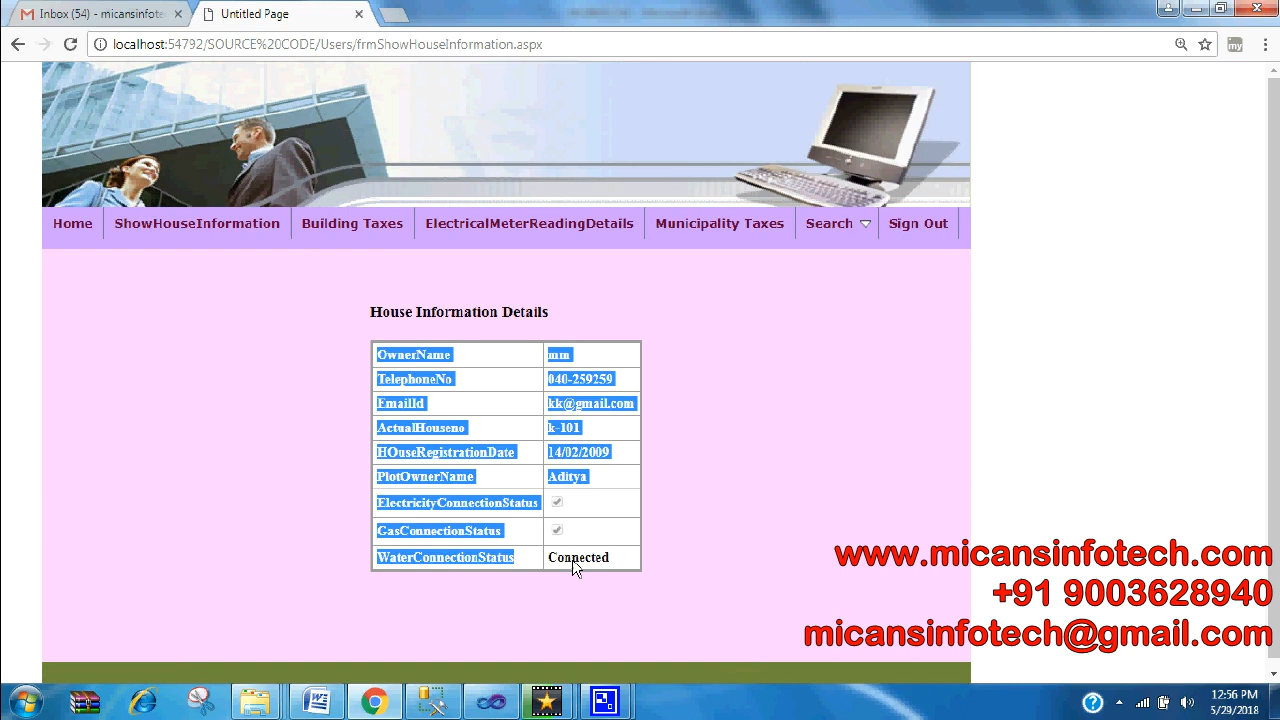 Inbox (54) - micansinfote
Untitled Page
localhost:54792/SOURCE%20CODE/Users/frmShowHouseInformation.aspx
my
Home ShowHouseInformation Building Taxes ElectricalMeterReadingDetails Municipality Taxes Search Sign Out
House Information Details
OwnerName mm
TelephoneNo 040-259259
EmailId kk@gmail.com
ActualHouseno k-101
HOuseRegistrationDate 14/02/2009
PlotOwnerName Aditya
ElectricityConnectionStatus
GasConnectionStatus
WaterConnectionStatus Connected
www.micansinfotech.com
+91 9003628940
micansinfotech@gmail.com
12:56 PM
5/29/2018